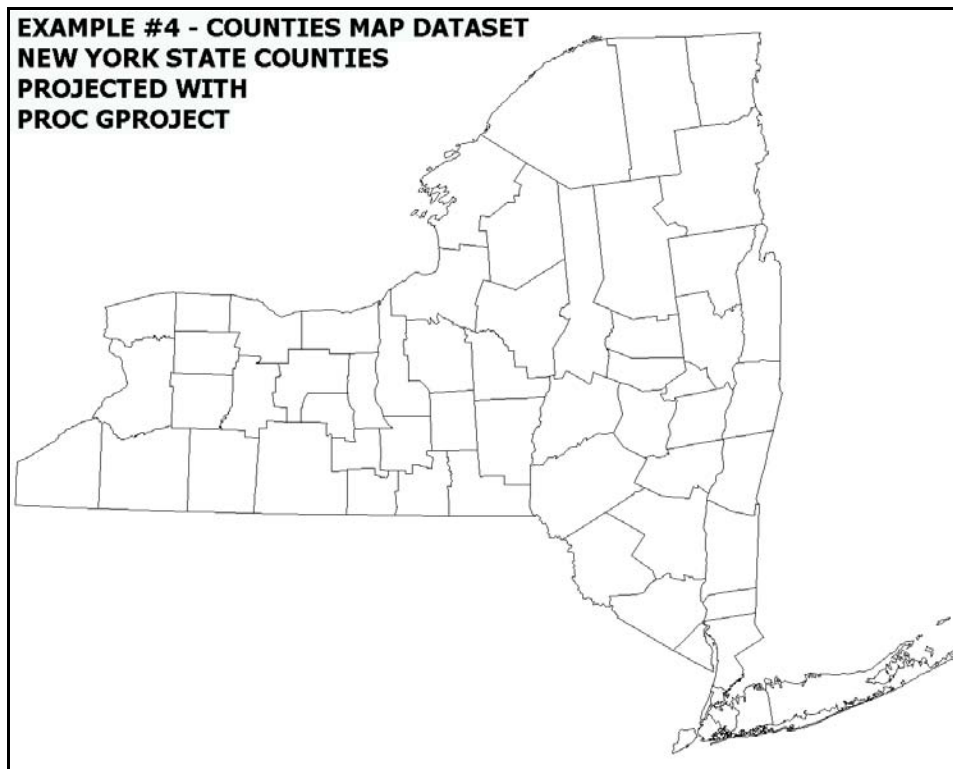 EXAMPLE #4 - COUNTIES MAP DATASET
NEW YORK STATE COUNTIES
PROJECTED WITH
PROC GPROJECT